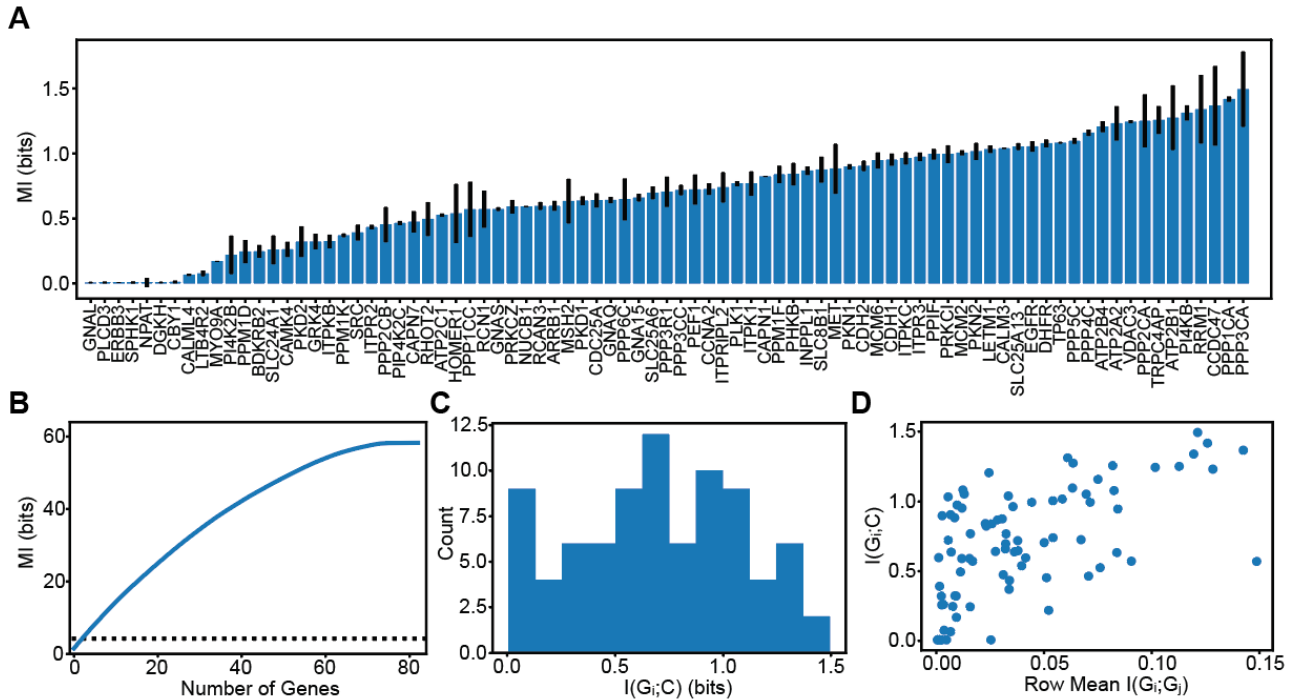 A
MI (bits)
1.5
1.0
0.5
0.0
GNAL
PLCD3
ERBB3
SPHK1
NPAT
DGKH
CBY1
CALML4
LTB4R2
MYO9A
PI4K2B
PPM1D
BDKRB2
SLC24A1
CAMK4
PKD2
GRK4
ITPKB
PPM1K
SRC
ITPR2
PPP2CB
PIP4K2C
CAPN7
RHOT2
ATP2C1
HOMER1
PPP1CC
RCN1
GNAS
PRKCZ
NUCB1
RCAN3
ARRB1
MSH2
PKD1
CDC25A
GNAQ
PPP6C
GNA15
SLC25A6
PPP3R1
PPP3CC
PEF1
CCNA2
ITPRIPL2
PLK1
ITPK1
CAPN1
PPM1F
PHKB
INPPL1
SLC8B1
MET
PKN1
CDH2
MCM6
CDH1
ITPKC
ITPR3
PPIF
PRKCI
MCM2
PKN2
LETM1
CALM3
SLC25A13
EGFR
DHFR
TP63
PPP5C
PPP4C
ATP2B4
ATP2A2
VDAC3
PPP2CA
TRPC4AP
ATP2B1
PI4KB
RRM1
CCDC47
PPP1CA
PPP3CA
B
MI (bits)
60
40
20
0
0 20 40 60 80
Number of Genes
C
Count
12.5
10.0
7.5
5.0
2.5
0.0
0.0 0.5 1.0 1.5
I(Gᵢ;C) (bits)
D
I(Gᵢ;C)
1.5
1.0
0.5
0.0
0.00 0.05 0.10 0.15
Row Mean I(Gᵢ;Gⱼ)